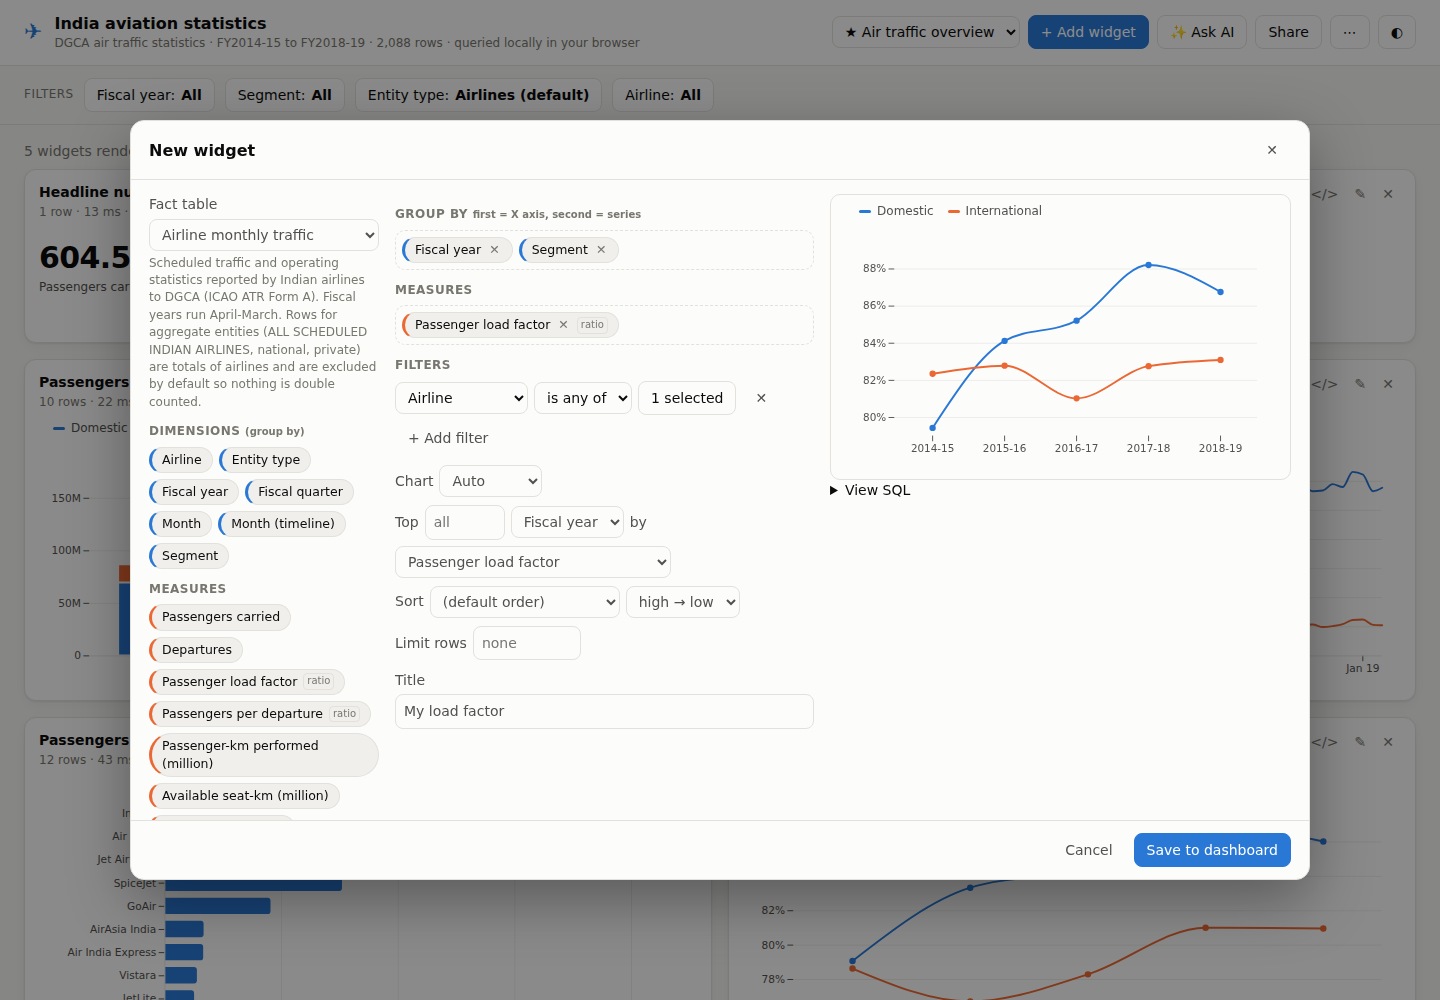 India aviation statistics
DGCA air traffic statistics · FY2014-15 to FY2018-19 · 2,088 rows · queried locally in your browser
★ Air traffic overview
+ Add widget
✨ Ask AI
Share
···
FILTERS
Fiscal year: All
Segment: All
Entity type: Airlines (default)
Airline: All
5 widgets
Headline
1 row · 13 ms ·
604.5
Passengers
</> ✎ ✕
New widget
✕
Fact table
Airline monthly traffic
Scheduled traffic and operating
statistics reported by Indian airlines
to DGCA (ICAO ATR Form A). Fiscal
years run April-March. Rows for
aggregate entities (ALL SCHEDULED
INDIAN AIRLINES, national, private)
are totals of airlines and are excluded
by default so nothing is double
counted.
DIMENSIONS (group by)
Airline
Entity type
Fiscal year
Fiscal quarter
Month
Month (timeline)
Segment
MEASURES
Passengers carried
Departures
Passenger load factor ratio
Passengers per departure ratio
Passenger-km performed
(million)
Available seat-km (million)
GROUP BY first = X axis, second = series
Fiscal year ✕
Segment ✕
MEASURES
Passenger load factor ✕ ratio
FILTERS
Airline
is any of
1 selected
✕
+ Add filter
Chart Auto
Top all Fiscal year by
Passenger load factor
Sort (default order) high → low
Limit rows none
Title
My load factor
Domestic
International
88%
86%
84%
82%
80%
2014-15 2015-16 2016-17 2017-18 2018-19
▶ View SQL
Cancel
Save to dashboard
Passengers
10 rows · 22
Domestic
150M
100M
50M
0
</> ✎ ✕
Jan 19
Passengers
12 rows · 43
</> ✎ ✕
Air
Jet
SpiceJet
GoAir
AirAsia India
Air India Express
Vistara
JetLite
82%
80%
78%